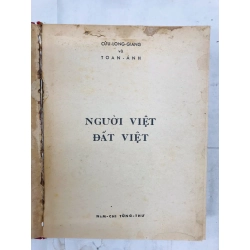 CỬU-LONG-GIANG
và
TOAN-ÁNH
NGƯỜI VIỆT
ĐẤT VIỆT
NAM-CHI TÙNG-THƯ